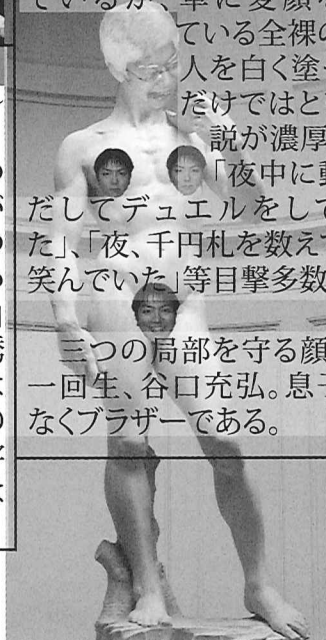 ているが、単に変顔
ている全裸の
人を白く塗
だけではと
説が濃厚
「夜中に動
だしてデュエルをして
た」、「夜、千円札を数えて
笑んでいた」等目撃多数
三つの局部を守る顔
一回生、谷口充弘。息子
なくブラザーである。